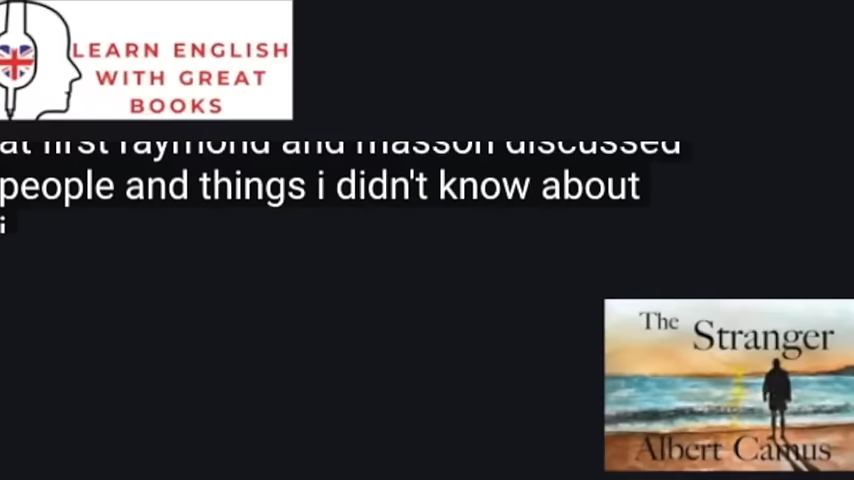 LEARN ENGLISH
WITH GREAT
BOOKS
at first raymond and masson discussed
people and things i didn't know about
i
The Stranger
Albert Camus